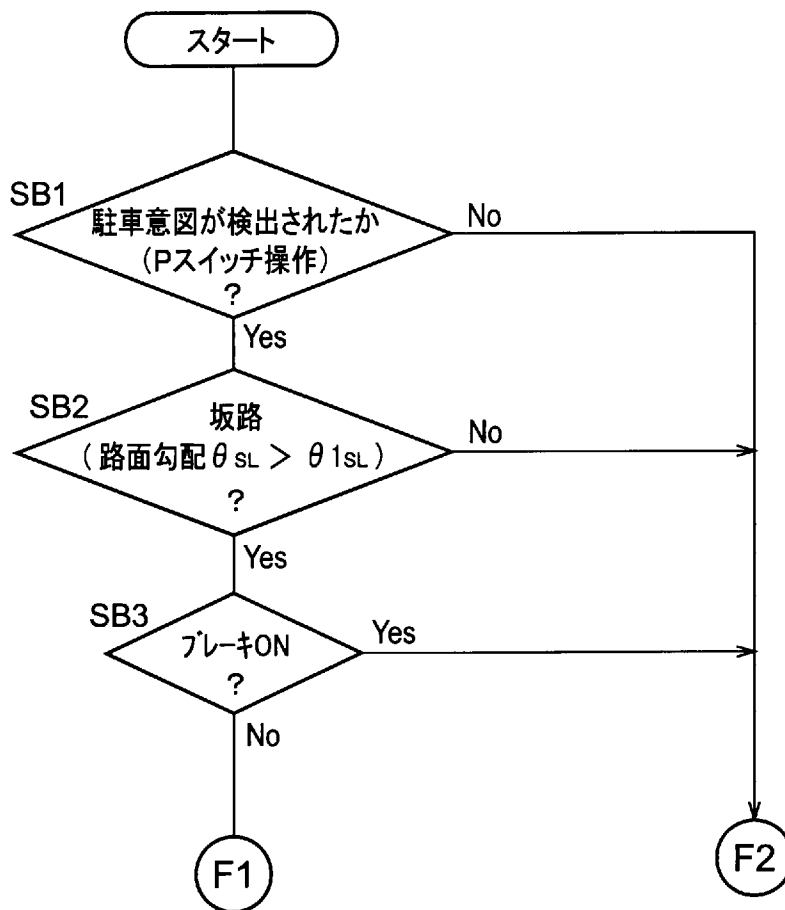 スタート
SB1
駐車意図が検出されたか
(Pスイッチ操作)
?
No
Yes
SB2
坂路
(路面勾配θSL > θ1SL)
?
No
Yes
SB3
ブレーキON
?
Yes
No
F1
F2